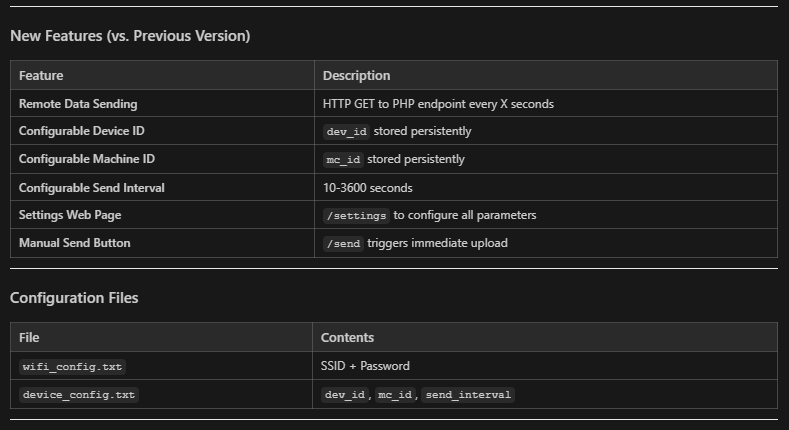 New Features (vs. Previous Version)
Feature Description
Remote Data Sending HTTP GET to PHP endpoint every X seconds
Configurable Device ID dev_id stored persistently
Configurable Machine ID mc_id stored persistently
Configurable Send Interval 10-3600 seconds
Settings Web Page /settings to configure all parameters
Manual Send Button /send triggers immediate upload
Configuration Files
File Contents
wifi_config.txt SSID + Password
device_config.txt dev_id, mc_id, send_interval